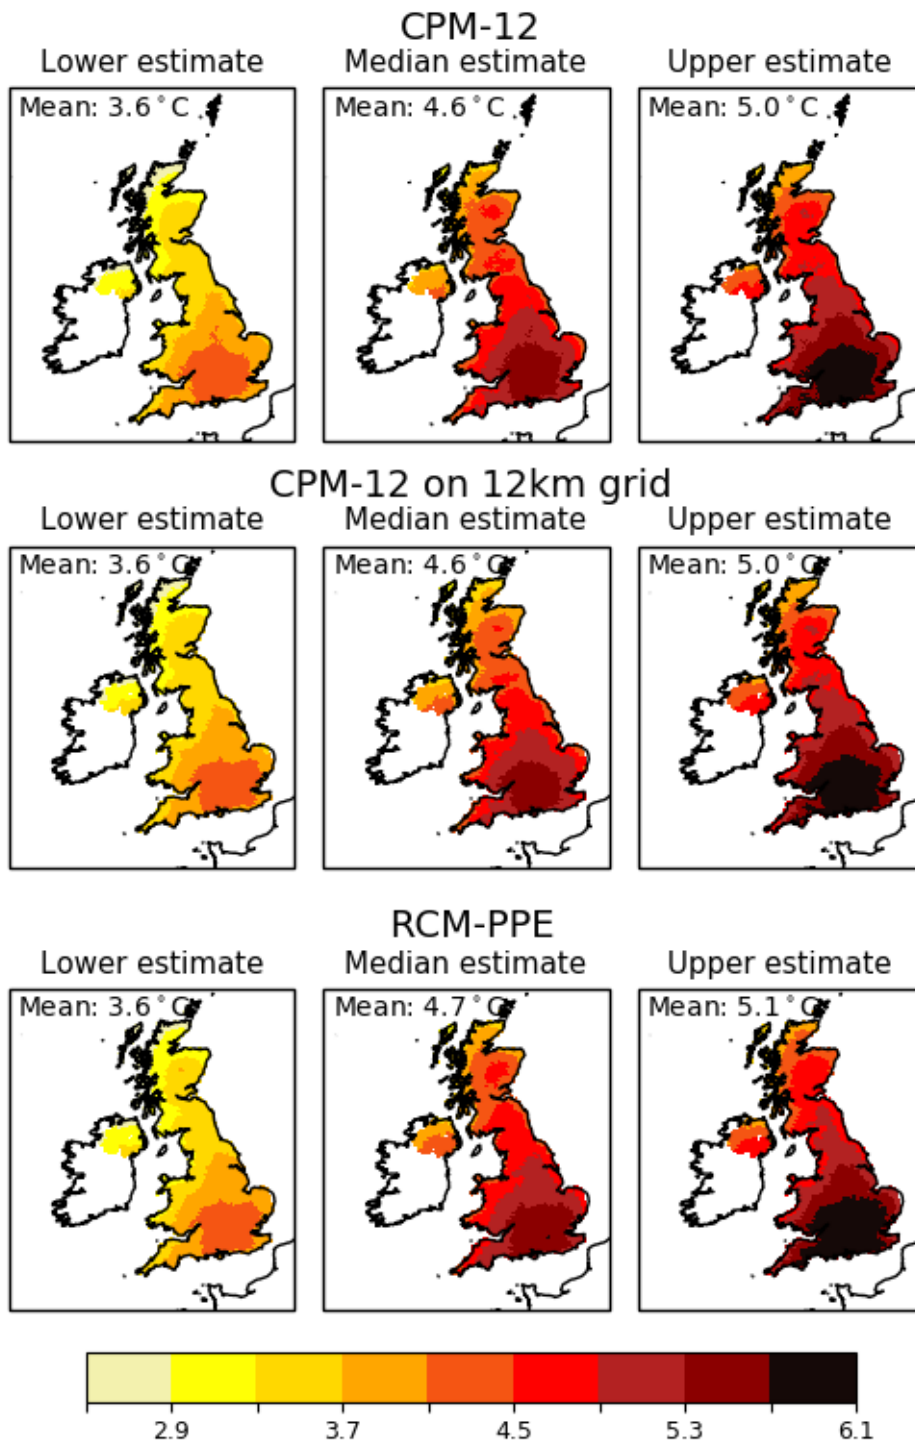 CPM-12
Lower estimate Median estimate Upper estimate
Mean: 3.6°C 4.6°C Mean: 5.0°C
CPM-12 on 12km grid
Lower estimate Median estimate Upper estimate
Mean: 3.6°C Mean: 4.6°C Mean: 5.0°C
RCM-PPE
Lower estimate Median estimate Upper estimate
Mean: 3.6°C Mean: 4.7°C Mean: 5.1°C
2.9 3.7 4.5 5.3 6.1